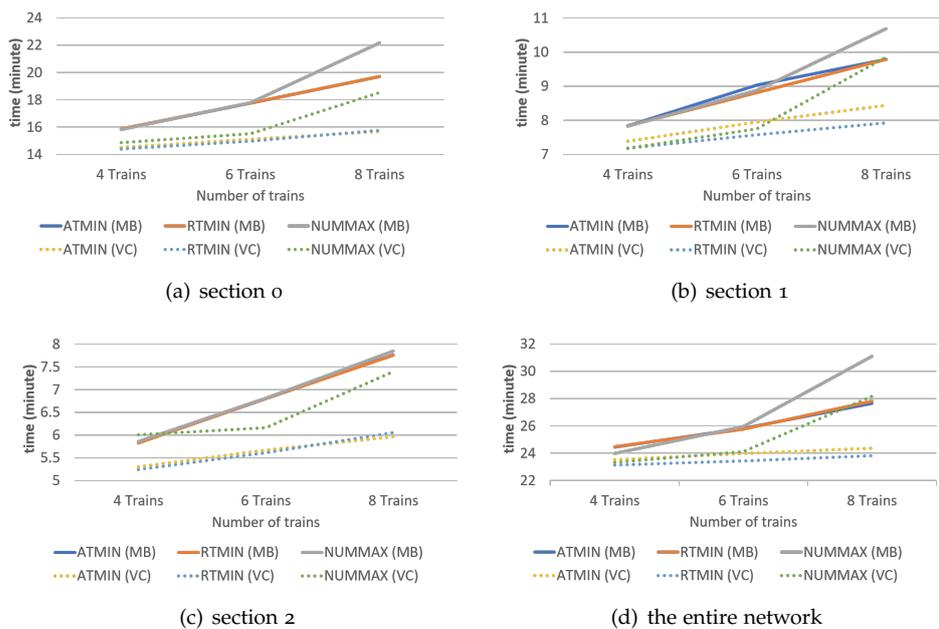 24
22
20
18
16
14
time (minute)
4 Trains 6 Trains 8 Trains
Number of trains
ATMIN (MB) RTMIN (MB) NUMMAX (MB)
ATMIN (VC) RTMIN (VC) NUMMAX (VC)
(a) section 0
11
10
9
8
7
time (minute)
4 Trains 6 Trains 8 Trains
Number of trains
ATMIN (MB) RTMIN (MB) NUMMAX (MB)
ATMIN (VC) RTMIN (VC) NUMMAX (VC)
(b) section 1
8
7.5
7
6.5
6
5.5
5
time (minute)
4 Trains 6 Trains 8 Trains
Number of trains
ATMIN (MB) RTMIN (MB) NUMMAX (MB)
ATMIN (VC) RTMIN (VC) NUMMAX (VC)
(c) section 2
32
30
28
26
24
22
time (minute)
4 Trains 6 Trains 8 Trains
Number of trains
ATMIN (MB) RTMIN (MB) NUMMAX (MB)
ATMIN (VC) RTMIN (VC) NUMMAX (VC)
(d) the entire network